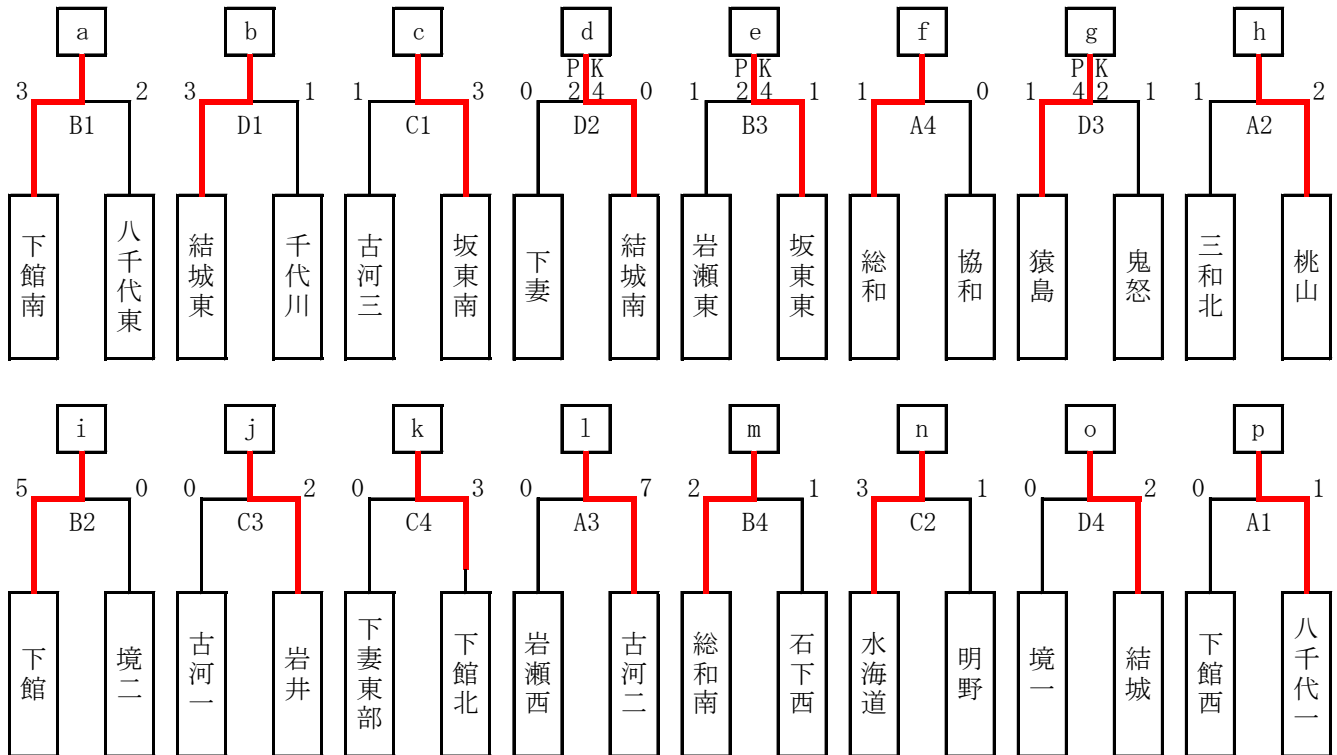 a b c d e f g h
P K P K P K
3 2 3 1 1 3 0 2 4 0 1 2 4 1 1 0 1 4 2 1 1 2
B1 D1 C1 D2 B3 A4 D3 A2
下館南 八千代東 結城東 千代川 古河三 坂東南 下妻 結城南 岩瀬東 坂東東 総和 協和 猿島 鬼怒 三和北 桃山
i j k l m n o p
5 0 0 2 0 3 0 7 2 1 3 1 0 2 0 1
B2 C3 C4 A3 B4 C2 D4 A1
下館 境二 古河一 岩井 下妻東部 下館北 岩瀬西 古河二 総和南 石下西 水海道 明野 境一 結城 下館西 八千代一